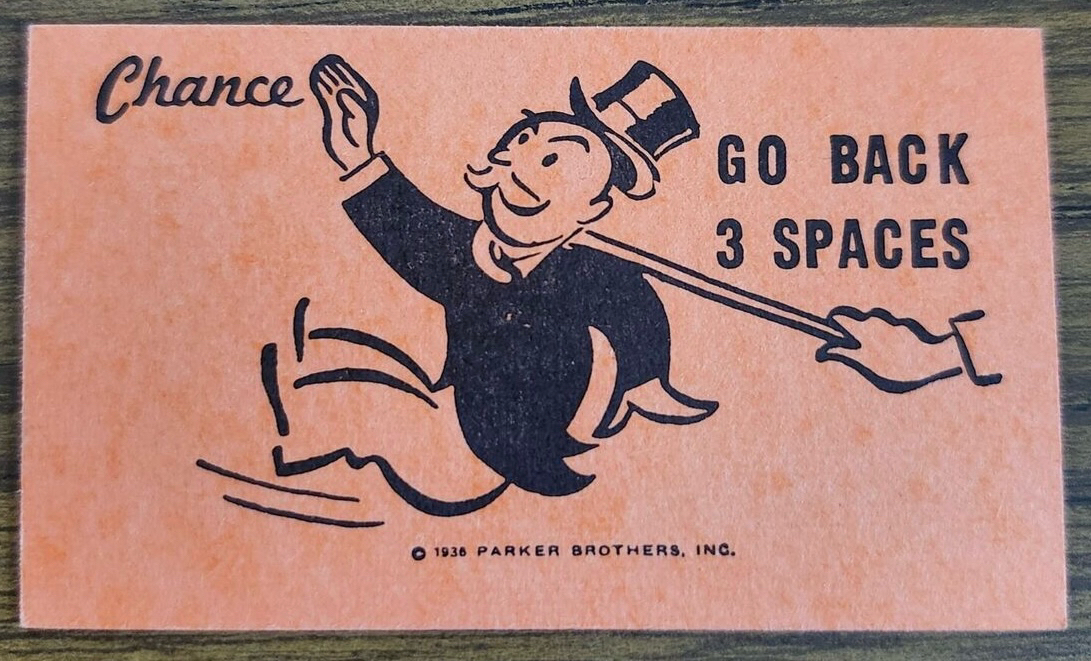 Chance
GO BACK
3 SPACES
© 1936 PARKER BROTHERS, INC.